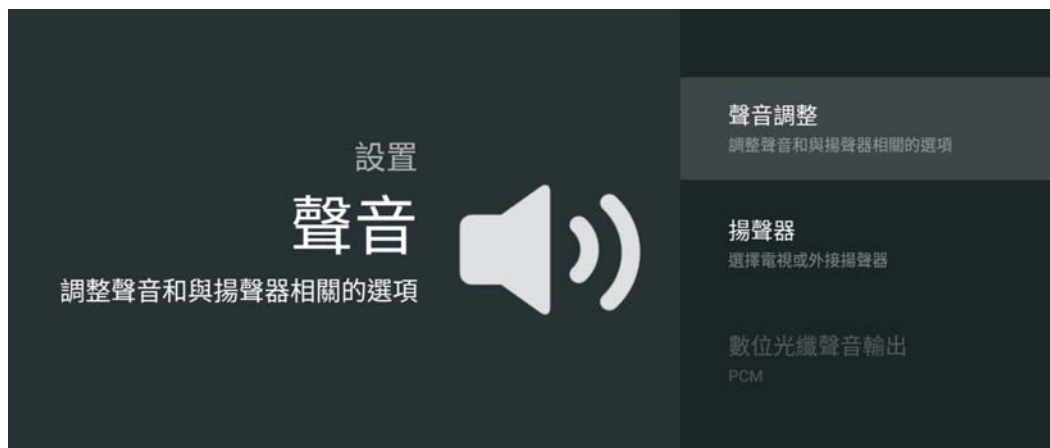 設置
聲音
調整聲音和與揚聲器相關的選項
聲音調整
調整聲音和與揚聲器相關的選項
揚聲器
選擇電視或外接揚聲器
數位光纖聲音輸出
PCM